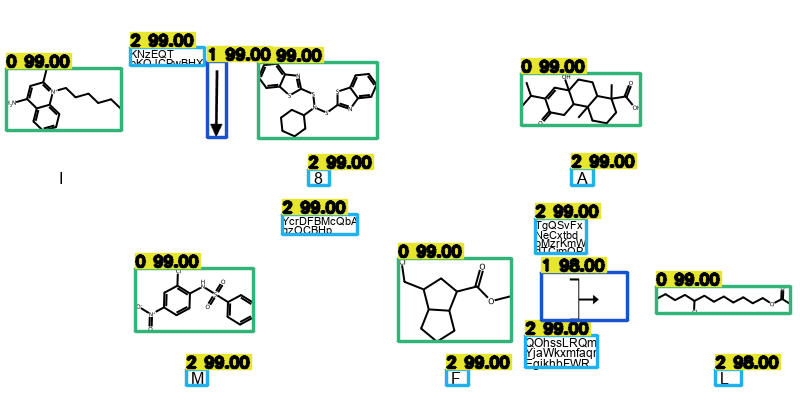 2 99.00
1 99.00
99.00
0 99.00
0 99.00
KNzEQT
I
2 99.00
8
2 99.00
A
2 99.00
YcrDFBMcQbA
2 99.00
TgQSvFx
NeCxtbd
0 99.00
0 99.00
1 98.00
0 99.00
2 99.00
QOhssLRQm
YjaWkxmfaqr
2 99.00
M
2 99.00
F
2 98.00
L